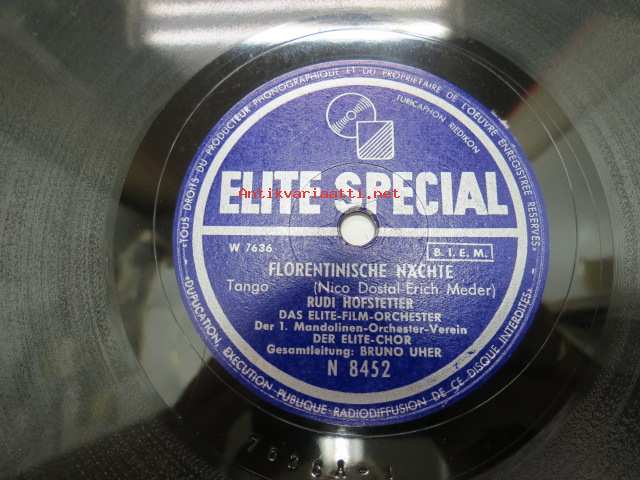 «TOUS DROITS DU PRODUCTEUR PHONOGRAPHIQUE ET DU PROPRIETAIRE DE L'OEUVRE ENREGISTREE RESERVES»
TURICAPHON RIEDIKON
ELITE SPECIAL
Antikvariaatti.net
W 7636
B.I.E.M.
FLORENTINISCHE NÄCHTE
Tango (Nico Dostal-Erich Meder)
RUDI HOFSTETTER
DAS ELITE-FILM-ORCHESTER
Der 1. Mandolinen-Orchester-Verein
DER ELITE-CHOR
Gesamtleitung: BRUNO UHER
N 8452
«DUPLICATION, EXECUTION PUBLIQUE-RADIODIFFUSION DE CE DISQUE INTERDITES»